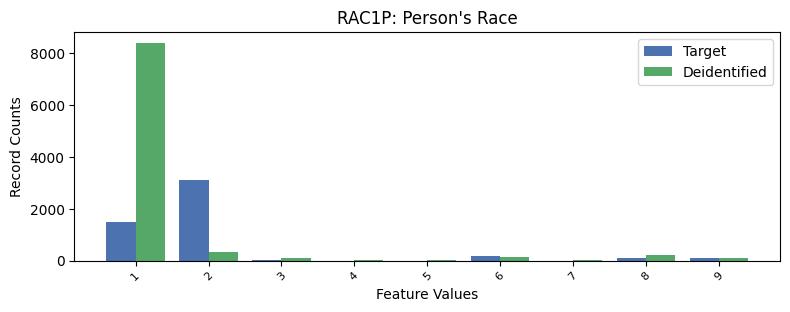 RAC1P: Person's Race
Record Counts
8000
6000
4000
2000
0
Target
Deidentified
1 2 3 4 5 6 7 8 9
Feature Values